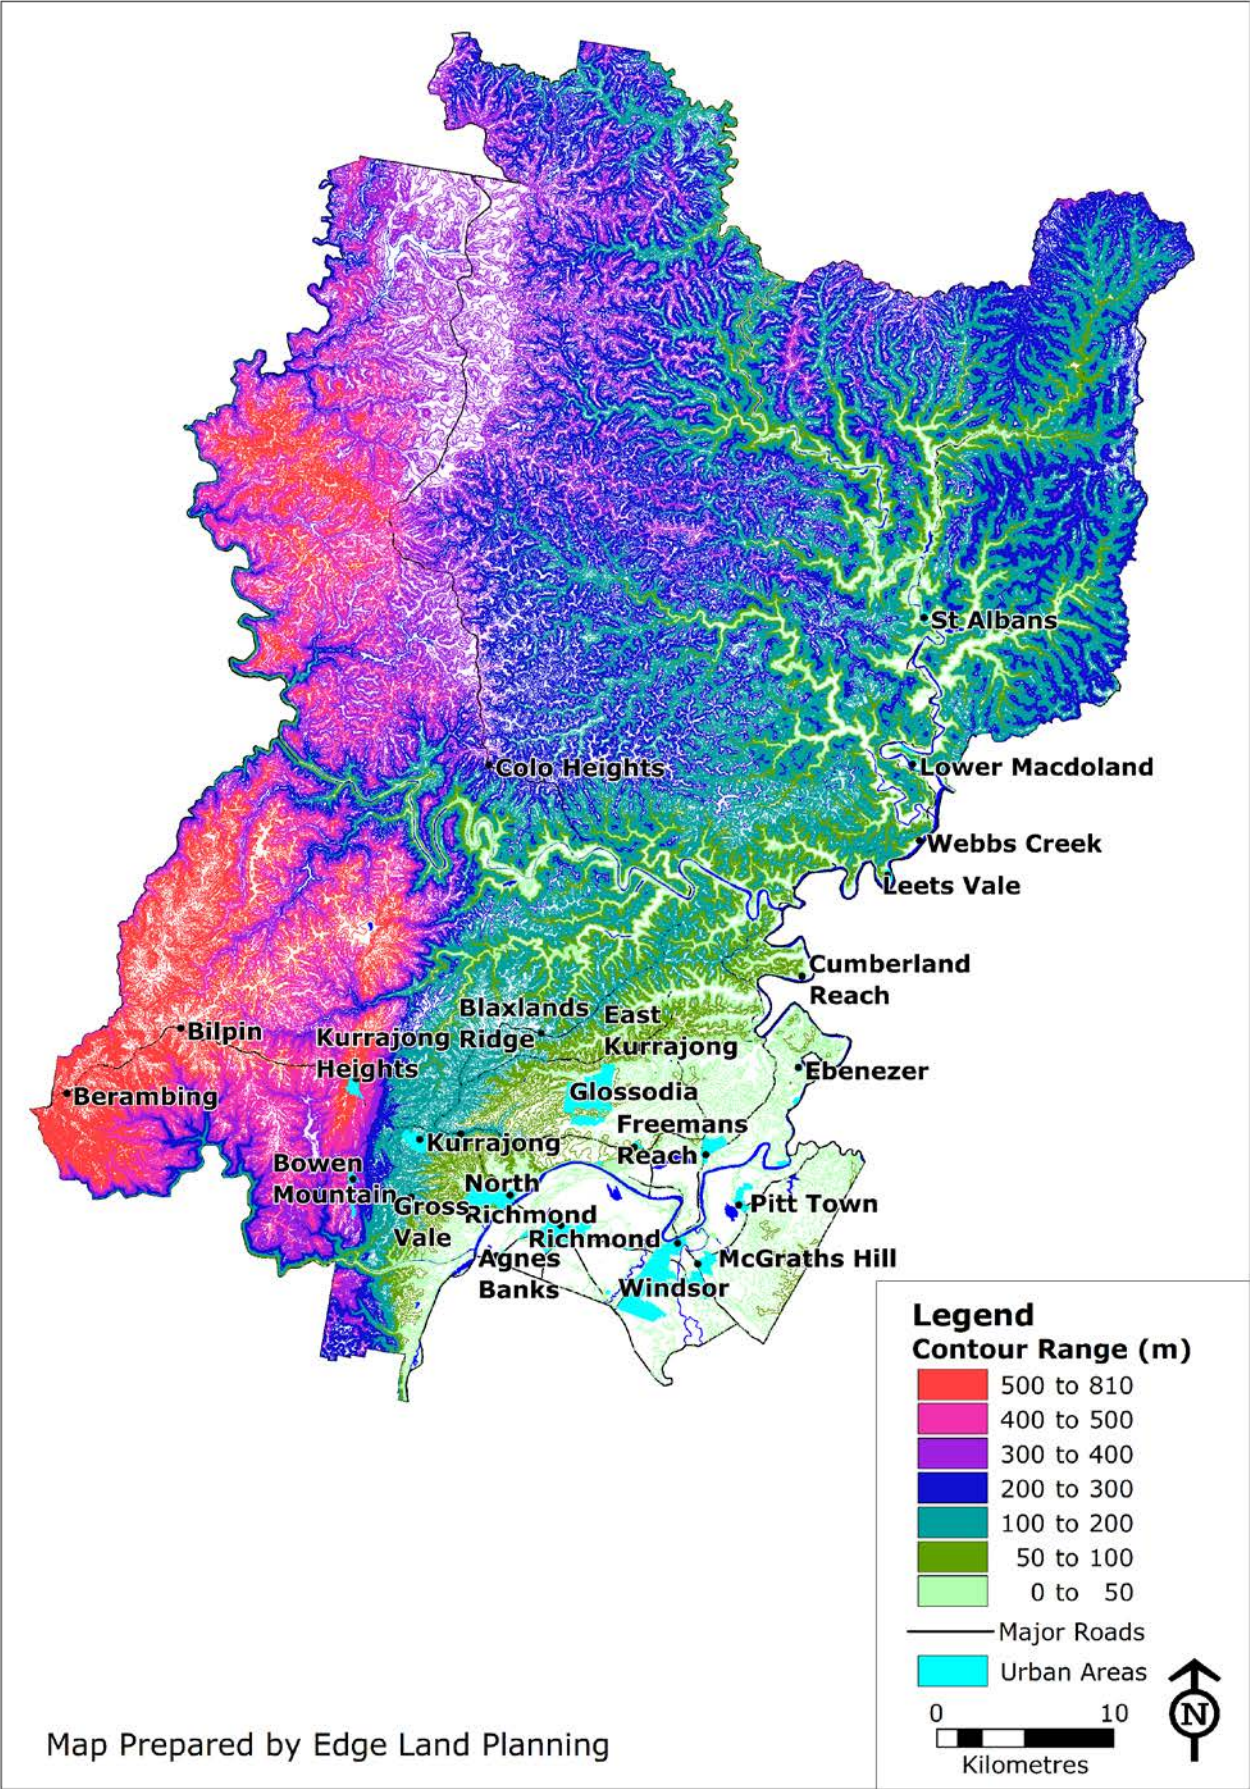 St Albans
Colo Heights
Lower Macdoland
Webbs Creek
Leets Vale
Cumberland
Reach
Blaxlands
Ridge
East
Kurrajong
Bilpin
Kurrajong
Heights
Ebenezer
Berambing
Glossodia
Freemans
Reach
Kurrajong
Bowen
Mountain
North
Richmond
Gross
Vale
Pitt Town
Richmond
Agnes
Banks
McGraths Hill
Windsor
Legend
Contour Range (m)
500 to 810
400 to 500
300 to 400
200 to 300
100 to 200
50 to 100
0 to 50
Major Roads
Urban Areas
0 10
Kilometres
N
Map Prepared by Edge Land Planning